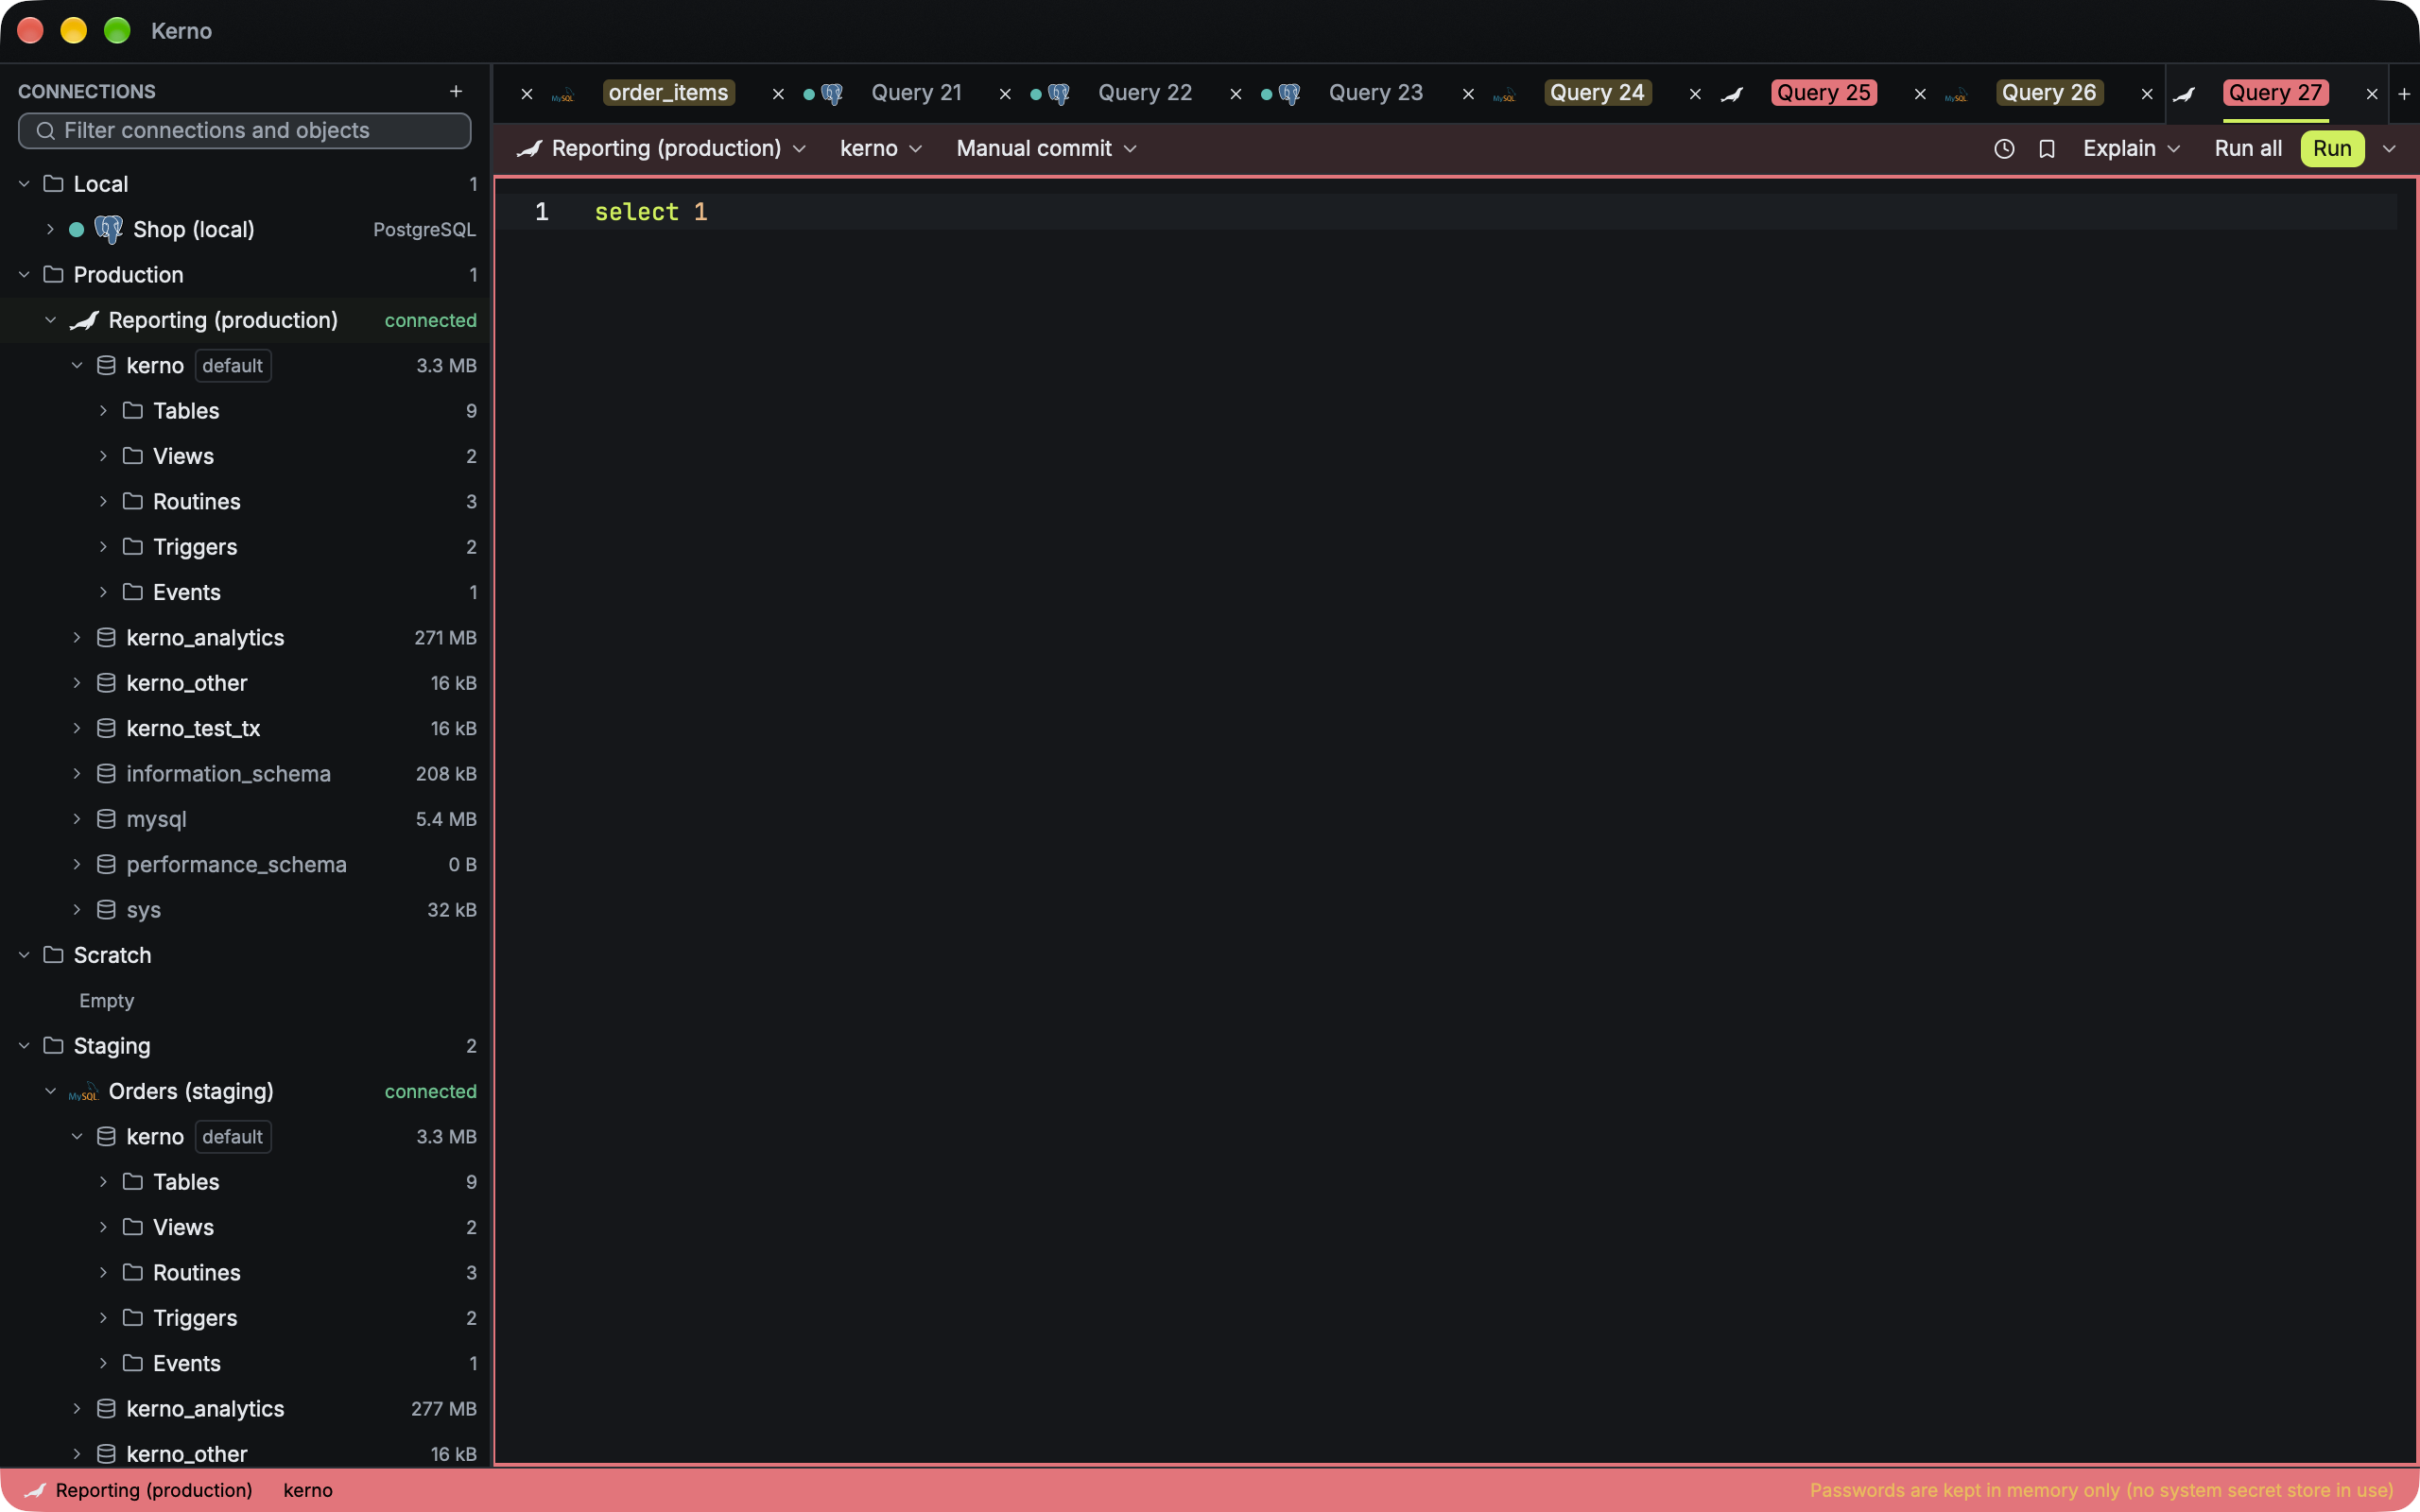 Kerno
CONNECTIONS
Filter connections and objects
Local 1
Shop (local) PostgreSQL
Production 1
Reporting (production) connected
kerno default 3.3 MB
Tables 9
Views 2
Routines 3
Triggers 2
Events 1
kerno_analytics 271 MB
kerno_other 16 kB
kerno_test_tx 16 kB
information_schema 208 kB
mysql 5.4 MB
performance_schema 0 B
sys 32 kB
Scratch
Empty
Staging 2
MySQL Orders (staging) connected
kerno default 3.3 MB
Tables 9
Views 2
Routines 3
Triggers 2
Events 1
kerno_analytics 277 MB
kerno_other 16 kB
MySQL order_items Query 21 Query 22 Query 23 MySQL Query 24 Query 25 MySQL Query 26 Query 27
Reporting (production) kerno Manual commit Explain Run all Run
1 select 1
Reporting (production) kerno Passwords are kept in memory only (no system secret store in use)